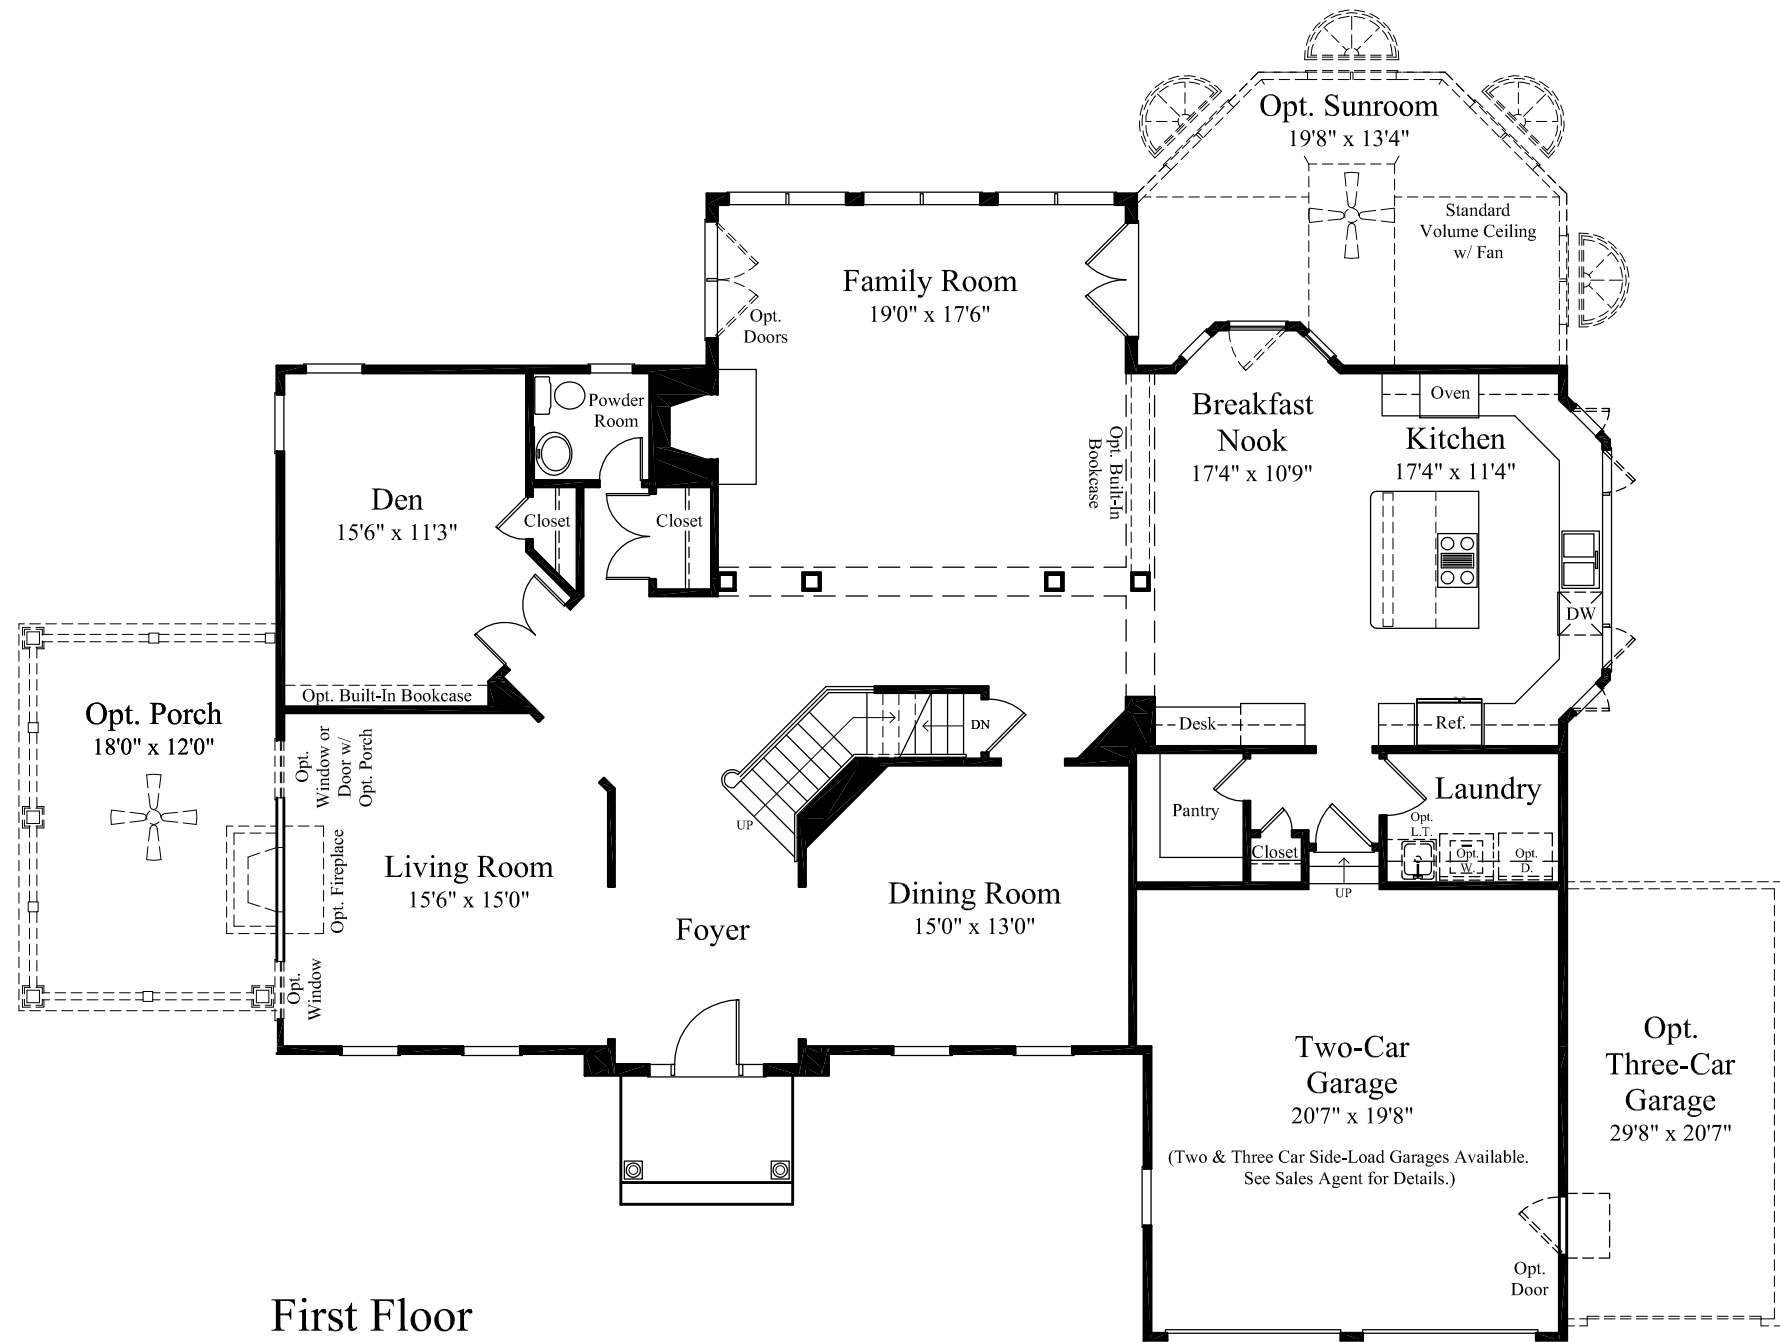 Opt. Sunroom
19'8" x 13'4"
Standard
Volume Ceiling
w/ Fan
Family Room
19'0" x 17'6"
Opt.
Doors
Powder
Room
Breakfast
Nook
17'4" x 10'9"
Oven
Kitchen
17'4" x 11'4"
Opt. Built-In
Bookcase
Den
15'6" x 11'3"
Closet
Closet
DW
Opt. Built-In Bookcase
Opt. Porch
18'0" x 12'0"
Opt.
Window or
Door w/
Opt. Porch
DN
UP
Desk
Ref.
Pantry
Laundry
Opt.
L.T.
Opt.
W.
Opt.
D.
Closet
UP
Opt. Fireplace
Living Room
15'6" x 15'0"
Dining Room
15'0" x 13'0"
Foyer
Opt.
Window
Two-Car
Garage
20'7" x 19'8"
(Two & Three Car Side-Load Garages Available.
See Sales Agent for Details.)
Opt.
Three-Car
Garage
29'8" x 20'7"
Opt.
Door
First Floor